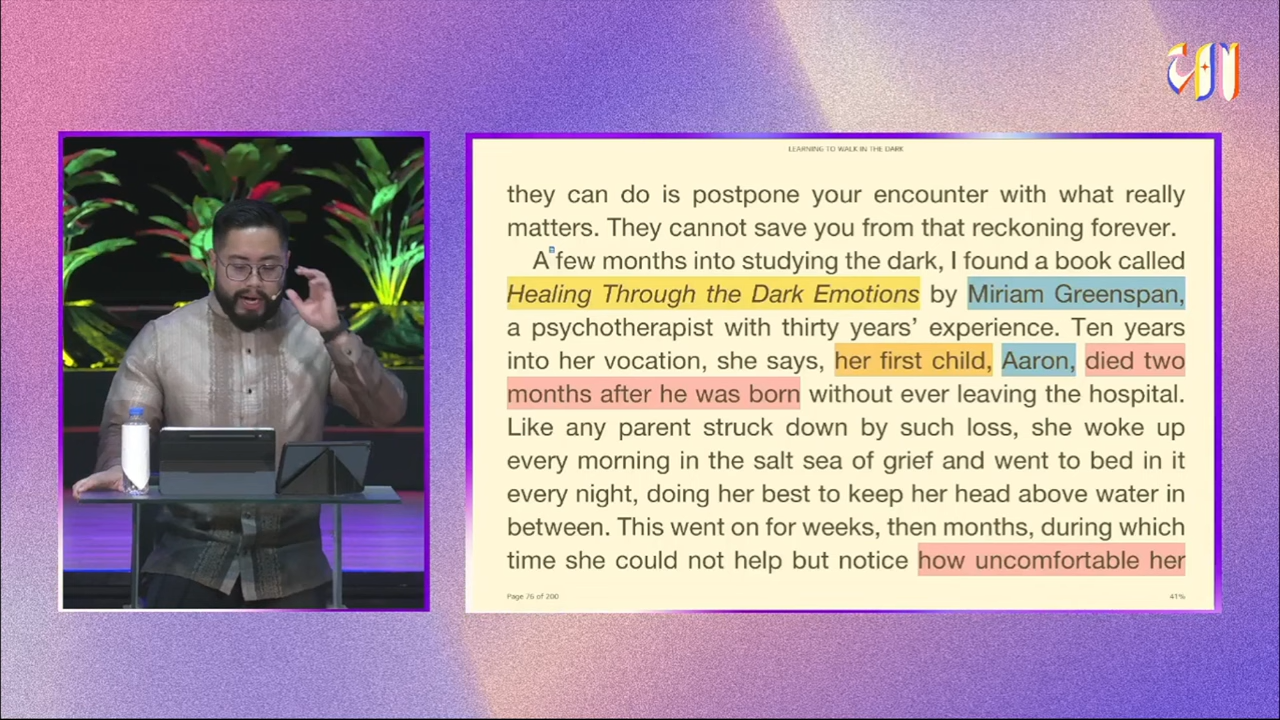 LEARNING TO WALK IN THE DARK
they can do is postpone your encounter with what really
matters. They cannot save you from that reckoning forever.
A few months into studying the dark, I found a book called
Healing Through the Dark Emotions by Miriam Greenspan,
a psychotherapist with thirty years’ experience. Ten years
into her vocation, she says, her first child, Aaron, died two
months after he was born without ever leaving the hospital.
Like any parent struck down by such loss, she woke up
every morning in the salt sea of grief and went to bed in it
every night, doing her best to keep her head above water in
between. This went on for weeks, then months, during which
time she could not help but notice how uncomfortable her
Page 76 of 200
41%